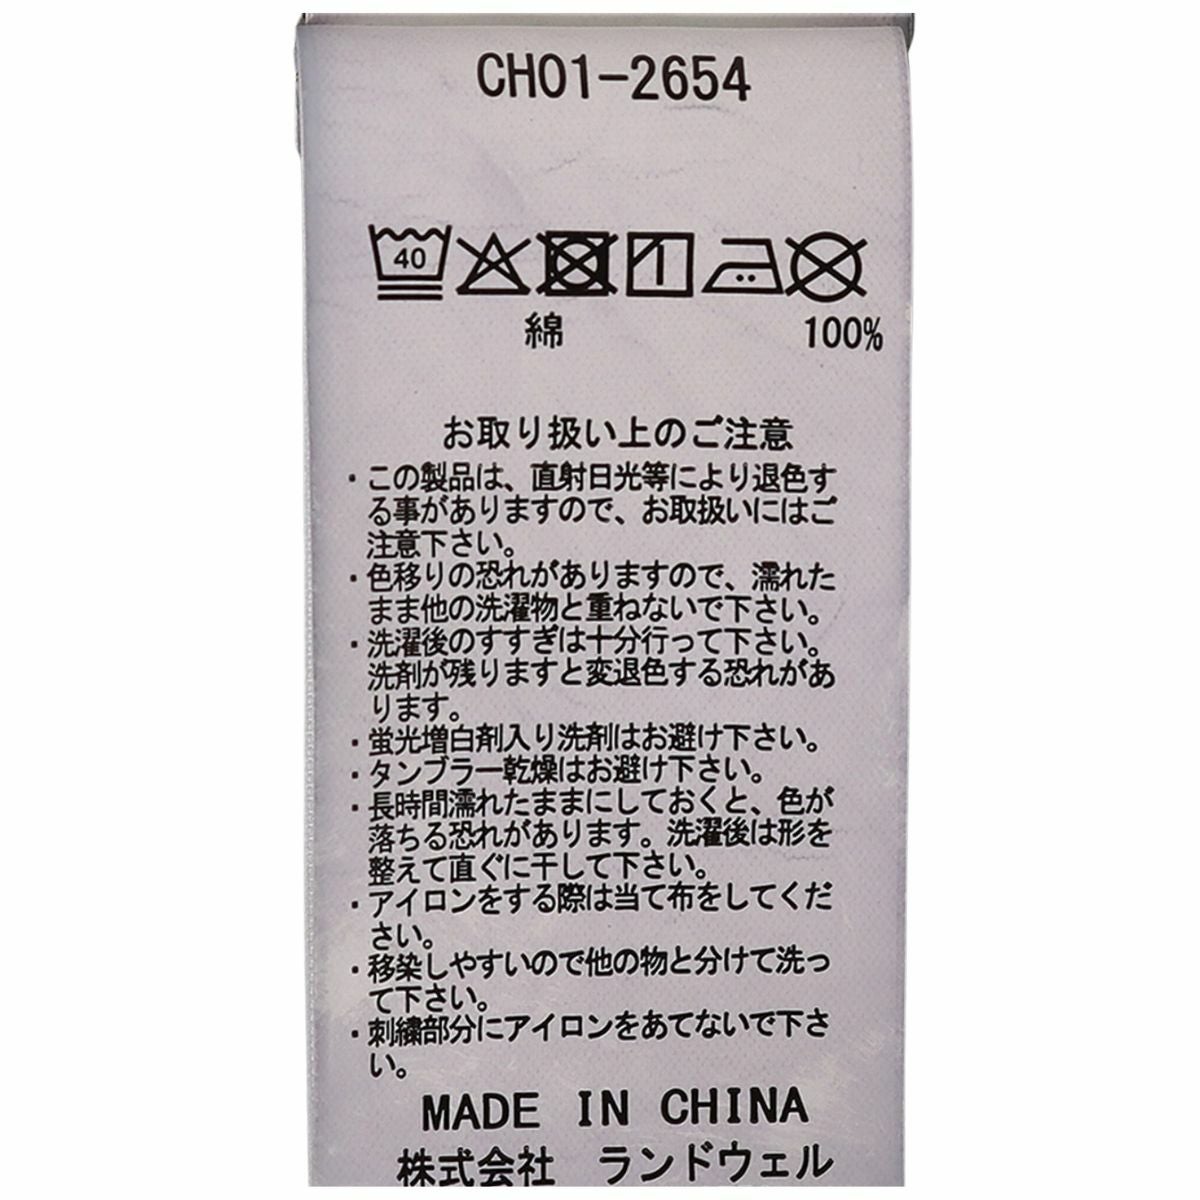 CH01-2654
40
綿 100%
お取り扱い上のご注意
・この製品は、直射日光等により退色す
る事がありますので、お取扱いにはご
注意下さい。
・色移りの恐れがありますので、濡れた
まま他の洗濯物と重ねないで下さい。
・洗濯後のすすぎは十分行って下さい。
洗剤が残りますと変退色する恐れがあ
ります。
・蛍光増白剤入り洗剤はお避け下さい。
・タンブラー乾燥はお避け下さい。
・長時間濡れたままにしておくと、色が
落ちる恐れがあります。洗濯後は形を
整えて直ぐに干して下さい。
・アイロンをする際は当て布をしてくだ
さい。
・移染しやすいので他の物と分けて洗っ
て下さい。
・刺繍部分にアイロンをあてないで下さ
い。
MADE IN CHINA
株式会社 ランドウェル